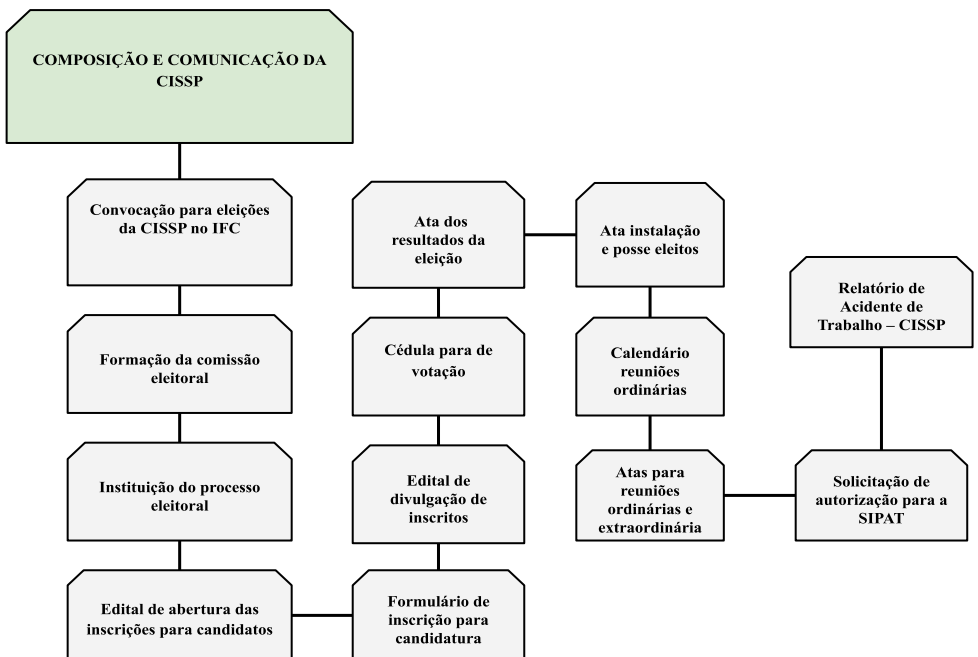 COMPOSIÇÃO E COMUNICAÇÃO DA
CISSP
Convocação para eleições
da CISSP no IFC
Formação da comissão
eleitoral
Instituição do processo
eleitoral
Edital de abertura das
inscrições para candidatos
Formulário de
inscrição para
candidatura
Edital de
divulgação de
inscritos
Cédula para de
votação
Ata dos
resultados da
eleição
Ata instalação
e posse eleitos
Calendário
reuniões
ordinárias
Atas para
reuniões
ordinárias e
extraordinária
Solicitação de
autorização para a
SIPAT
Relatório de
Acidente de
Trabalho – CISSP